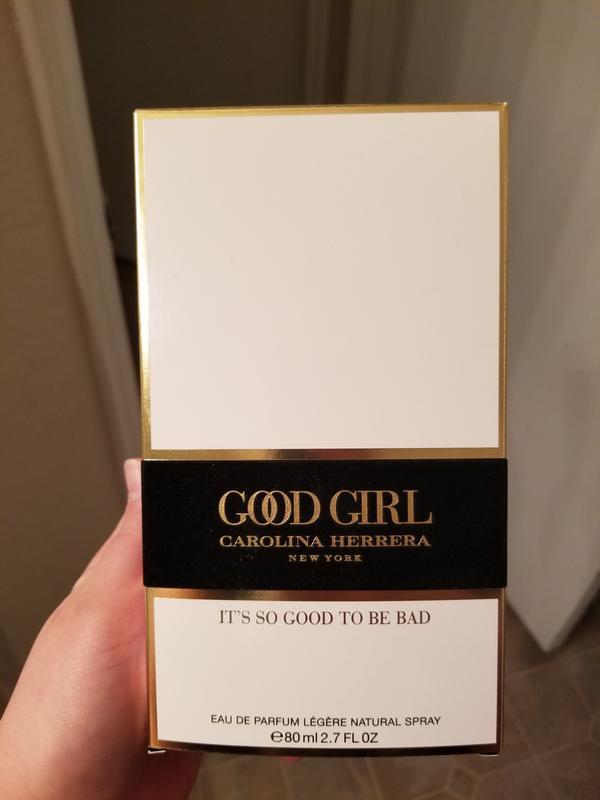 GOOD GIRL
CAROLINA HERRERA
NEW YORK
IT'S SO GOOD TO BE BAD
EAU DE PARFUM LÉGÈRE NATURAL SPRAY
℮80 ml 2.7 FL OZ